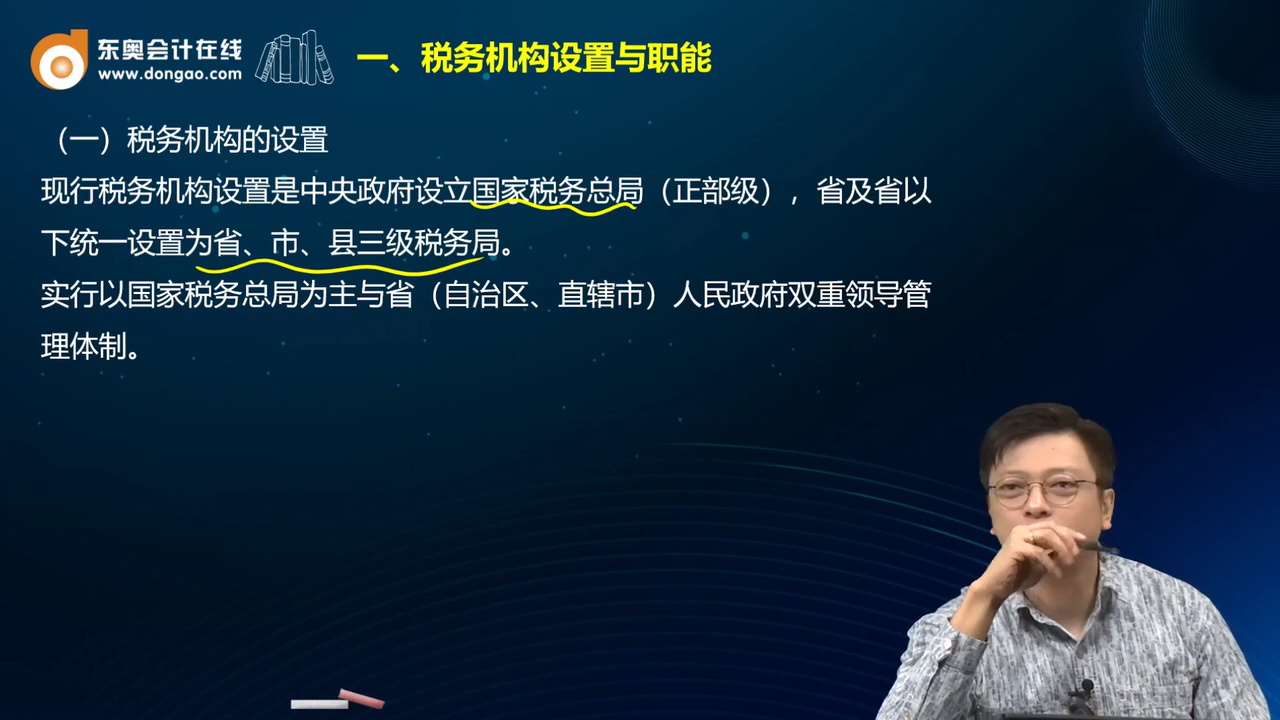 东奥会计在线
www.dongao.com
一、税务机构设置与职能
（一）税务机构的设置
现行税务机构设置是中央政府设立国家税务总局（正部级），省及省以
下统一设置为省、市、县三级税务局。
实行以国家税务总局为主与省（自治区、直辖市）人民政府双重领导管
理体制。